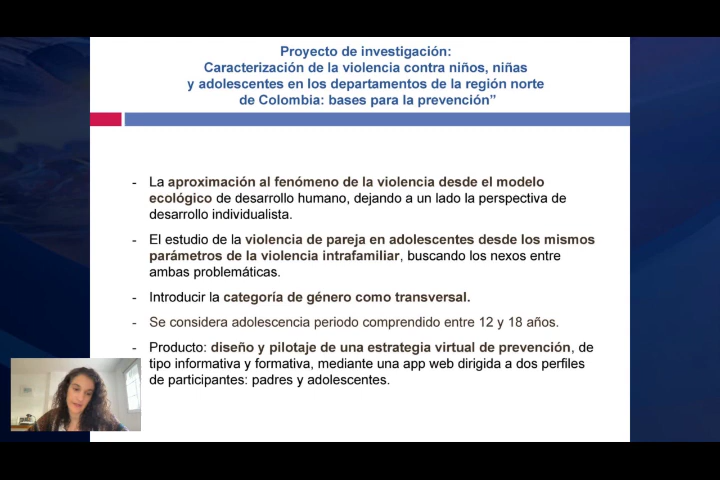 Proyecto de investigación:
Caracterización de la violencia contra niños, niñas
y adolescentes en los departamentos de la región norte
de Colombia: bases para la prevención”
- La aproximación al fenómeno de la violencia desde el modelo
ecológico de desarrollo humano, dejando a un lado la perspectiva de
desarrollo individualista.
- El estudio de la violencia de pareja en adolescentes desde los mismos
parámetros de la violencia intrafamiliar, buscando los nexos entre
ambas problemáticas.
- Introducir la categoría de género como transversal.
- Se considera adolescencia periodo comprendido entre 12 y 18 años.
- Producto: diseño y pilotaje de una estrategia virtual de prevención, de
tipo informativa y formativa, mediante una app web dirigida a dos perfiles
de participantes: padres y adolescentes.